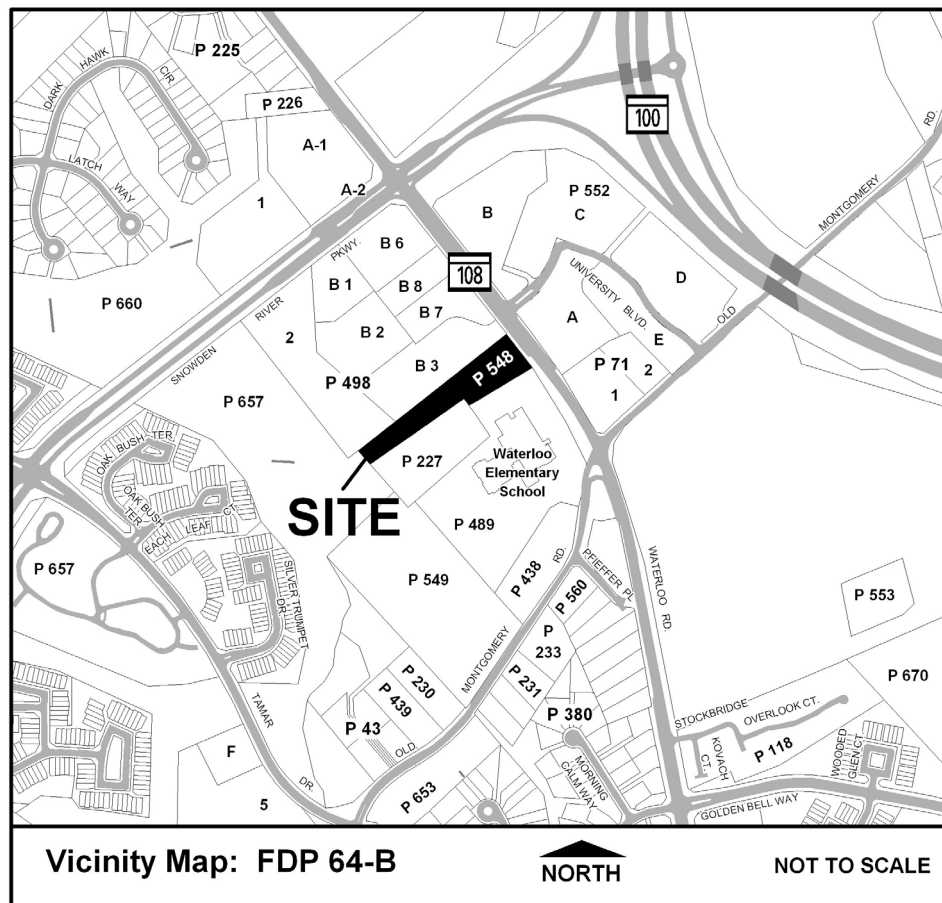 P 225
DARK HAWK CIR.
P 226
100
RD.
A-1
LATCH WAY
MONTGOMERY
A-2
P 552
1
B
C
PKWY.
B 6
108
UNIVERSITY BLVD.
D
B 1
B 8
P 660
RIVER
B 7
A
OLD
2
B 2
E
SNOWDEN
P 548
P 71
2
B 3
P 498
1
P 657
OAK BUSH TER.
Waterloo
Elementary
School
P 227
OAK BUSH TER.
SITE
EACH LEAF CT.
P 489
P 657
P 549
P 438
RD.
PFIEFFER PL.
WATERLOO RD.
SILVER TRUMPET DR.
P 560
P 553
P 233
MONTGOMERY
P 230
P 231
P 439
P 670
TAMAR
P 43
P 380
STOCKBRIDGE
OVERLOOK CT.
OLD
KOVACH CT.
P 118
WOODED GLEN CT.
F
DR.
MORNING CALM WAY
5
P 653
GOLDEN BELL WAY
Vicinity Map: FDP 64-B
NORTH
NOT TO SCALE